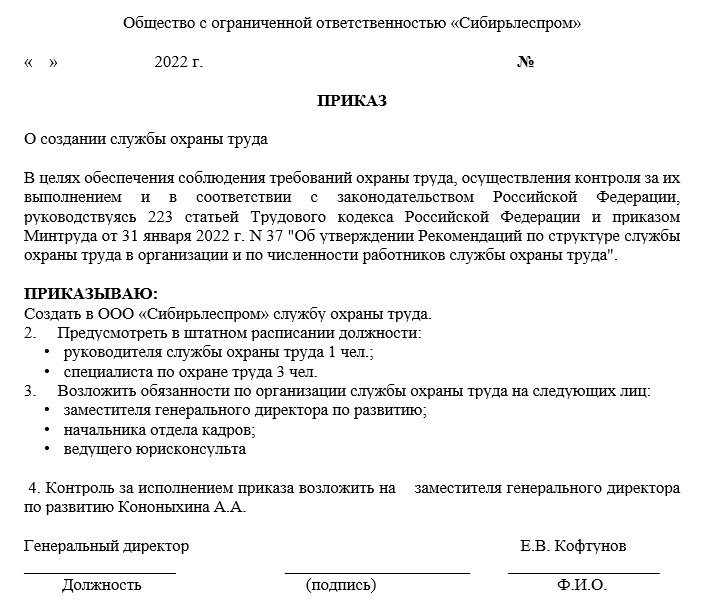 Общество с ограниченной ответственностью «Сибирьлеспром»
« » 2022 г. №
ПРИКАЗ
О создании службы охраны труда
В целях обеспечения соблюдения требований охраны труда, осуществления контроля за их
выполнением и в соответствии с законодательством Российской Федерации,
руководствуясь 223 статьей Трудового кодекса Российской Федерации и приказом
Минтруда от 31 января 2022 г. N 37 "Об утверждении Рекомендаций по структуре службы
охраны труда в организации и по численности работников службы охраны труда".
ПРИКАЗЫВАЮ:
Создать в ООО «Сибирьлеспром» службу охраны труда.
2. Предусмотреть в штатном расписании должности:
• руководителя службы охраны труда 1 чел.;
• специалиста по охране труда 3 чел.
3. Возложить обязанности по организации службы охраны труда на следующих лиц:
• заместителя генерального директора по развитию;
• начальника отдела кадров;
• ведущего юрисконсульта
4. Контроль за исполнением приказа возложить на заместителя генерального директора
по развитию Кононыхина А.А.
Генеральный директор Е.В. Кофтунов
Должность (подпись) Ф.И.О.